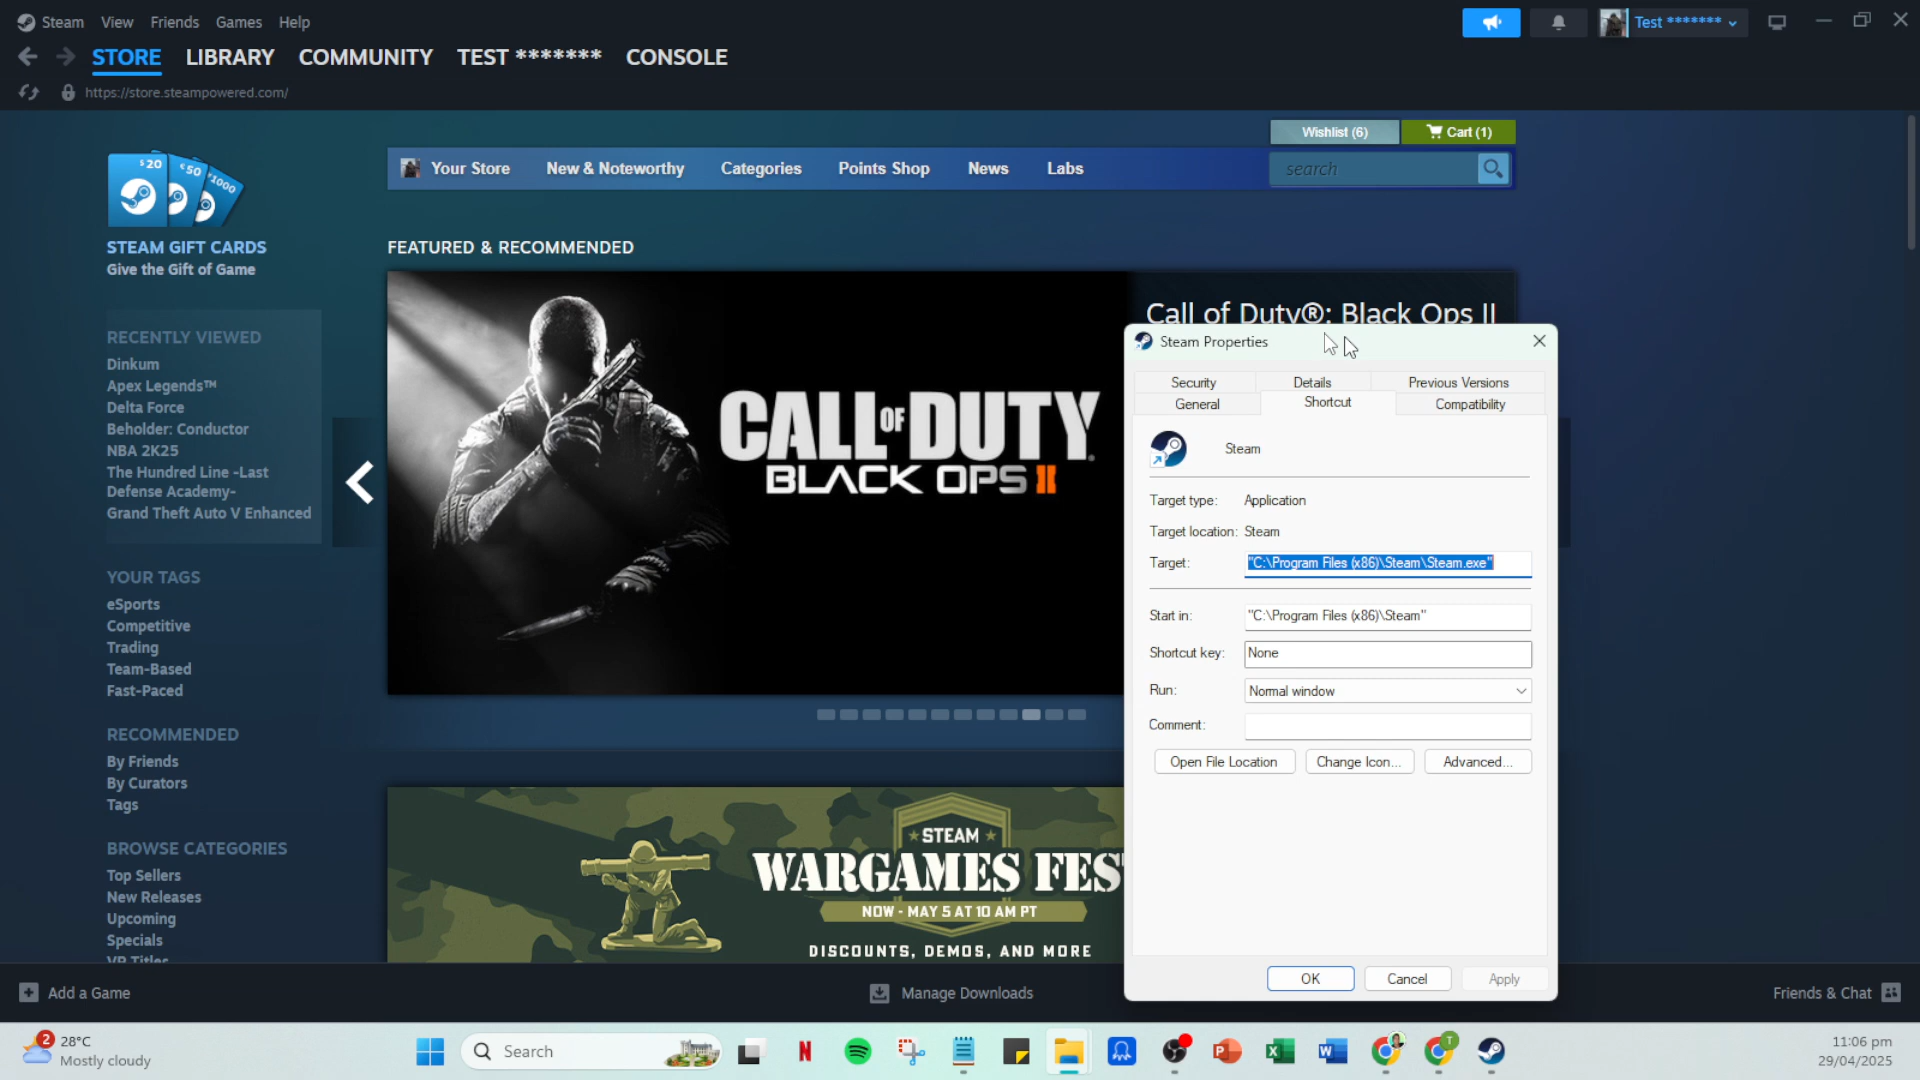 Steam View Friends Games Help
Test *******
STORE LIBRARY COMMUNITY TEST ******* CONSOLE
https://store.steampowered.com/
Wishlist (6)
Cart (1)
Your Store New & Noteworthy Categories Points Shop News Labs
search
$20 €50 ₹1000
STEAM GIFT CARDS
Give the Gift of Game
FEATURED & RECOMMENDED
RECENTLY VIEWED
Dinkum
Apex Legends™
Delta Force
Beholder: Conductor
NBA 2K25
The Hundred Line -Last
Defense Academy-
Grand Theft Auto V Enhanced
YOUR TAGS
eSports
Competitive
Trading
Team-Based
Fast-Paced
RECOMMENDED
By Friends
By Curators
Tags
BROWSE CATEGORIES
Top Sellers
New Releases
Upcoming
Specials
VR Titles
CALL OF DUTY
BLACK OPS II
Call of Duty®: Black Ops II
STEAM
WARGAMES FES
NOW - MAY 5 AT 10 AM PT
DISCOUNTS, DEMOS, AND MORE
Steam Properties
Security Details Previous Versions
General Shortcut Compatibility
Steam
Target type: Application
Target location: Steam
Target: "C:\Program Files (x86)\Steam\Steam.exe"
Start in: "C:\Program Files (x86)\Steam"
Shortcut key: None
Run: Normal window
Comment:
Open File Location Change Icon... Advanced...
OK Cancel Apply
Add a Game
Manage Downloads
Friends & Chat
2
28°C
Mostly cloudy
Search
11:06 pm
29/04/2025